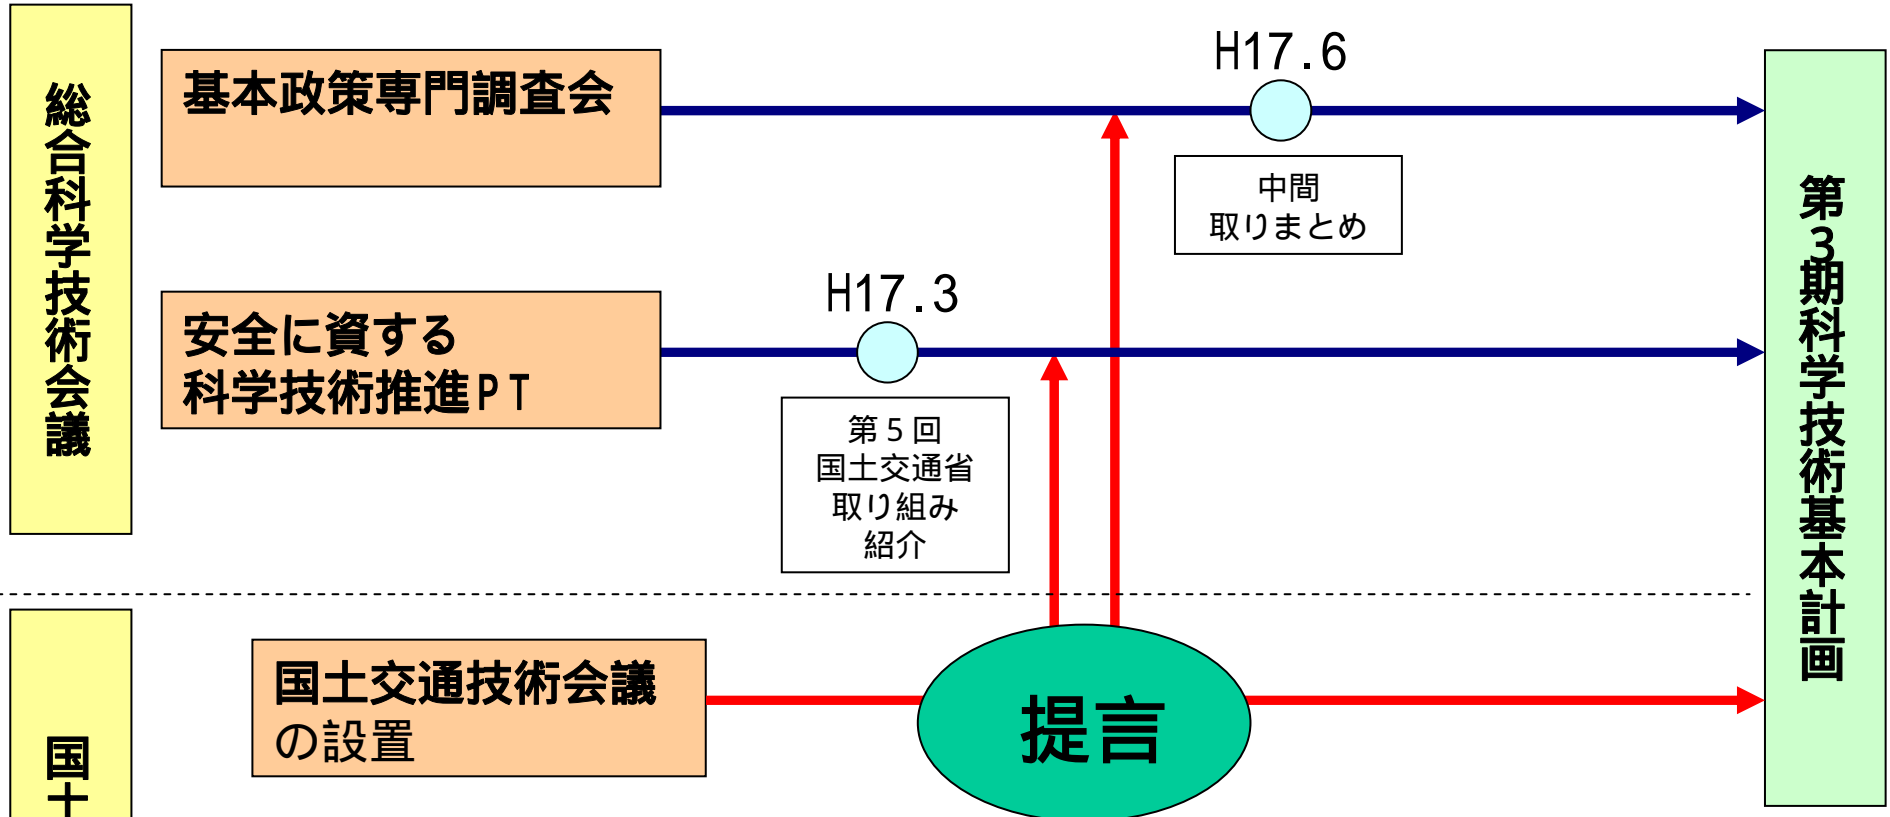 総合科学技術会議
基本政策専門調査会
H17.6
中間
取りまとめ
安全に資する
科学技術推進PT
H17.3
第5回
国土交通省
取り組み
紹介
第3期科学技術基本計画
国土交通技術会議
の設置
提言
国土